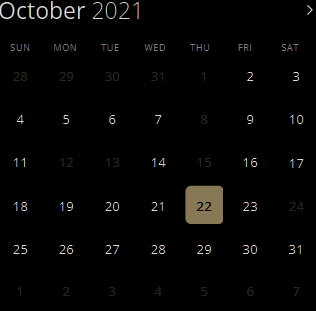 October 2021 >
SUN MON TUE WED THU FRI SAT
28 29 30 31 1 2 3
4 5 6 7 8 9 10
11 12 13 14 15 16 17
18 19 20 21 22 23 24
25 26 27 28 29 30 31
1 2 3 4 5 6 7